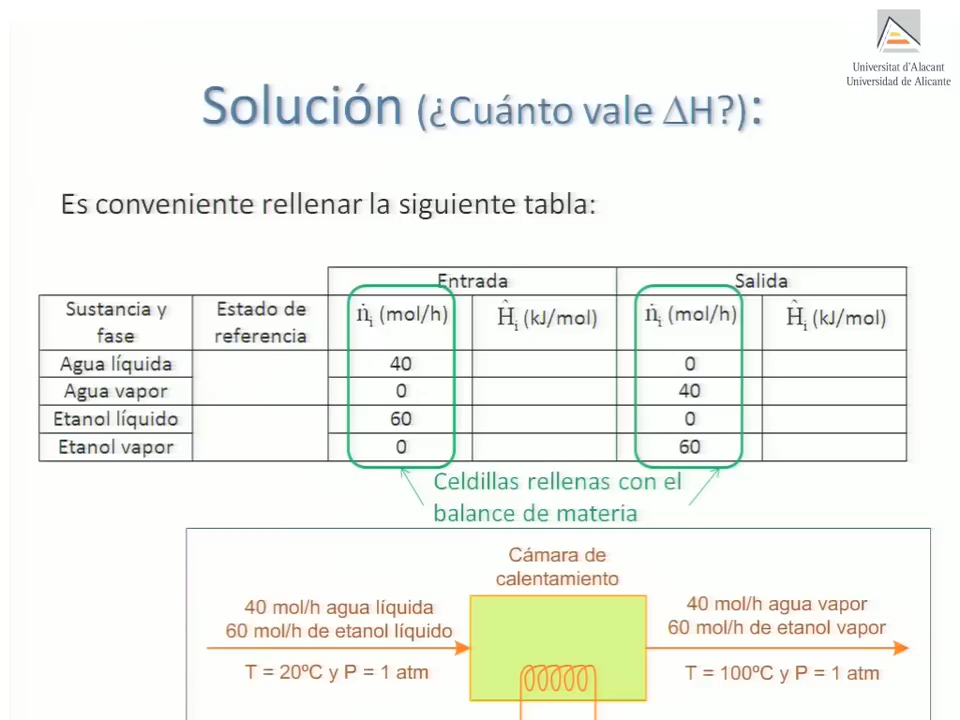 Universitat d'Alacant
Universidad de Alicante
Solución (¿Cuánto vale ΔH?):
Es conveniente rellenar la siguiente tabla:
Entrada Salida
Sustancia y fase Estado de referencia ṅi (mol/h) Ĥi (kJ/mol) ṅi (mol/h) Ĥi (kJ/mol)
Agua líquida 40 0
Agua vapor 0 40
Etanol líquido 60 0
Etanol vapor 0 60
Celdillas rellenas con el
balance de materia
Cámara de
calentamiento
40 mol/h agua líquida
60 mol/h de etanol líquido
T = 20ºC y P = 1 atm
40 mol/h agua vapor
60 mol/h de etanol vapor
T = 100ºC y P = 1 atm